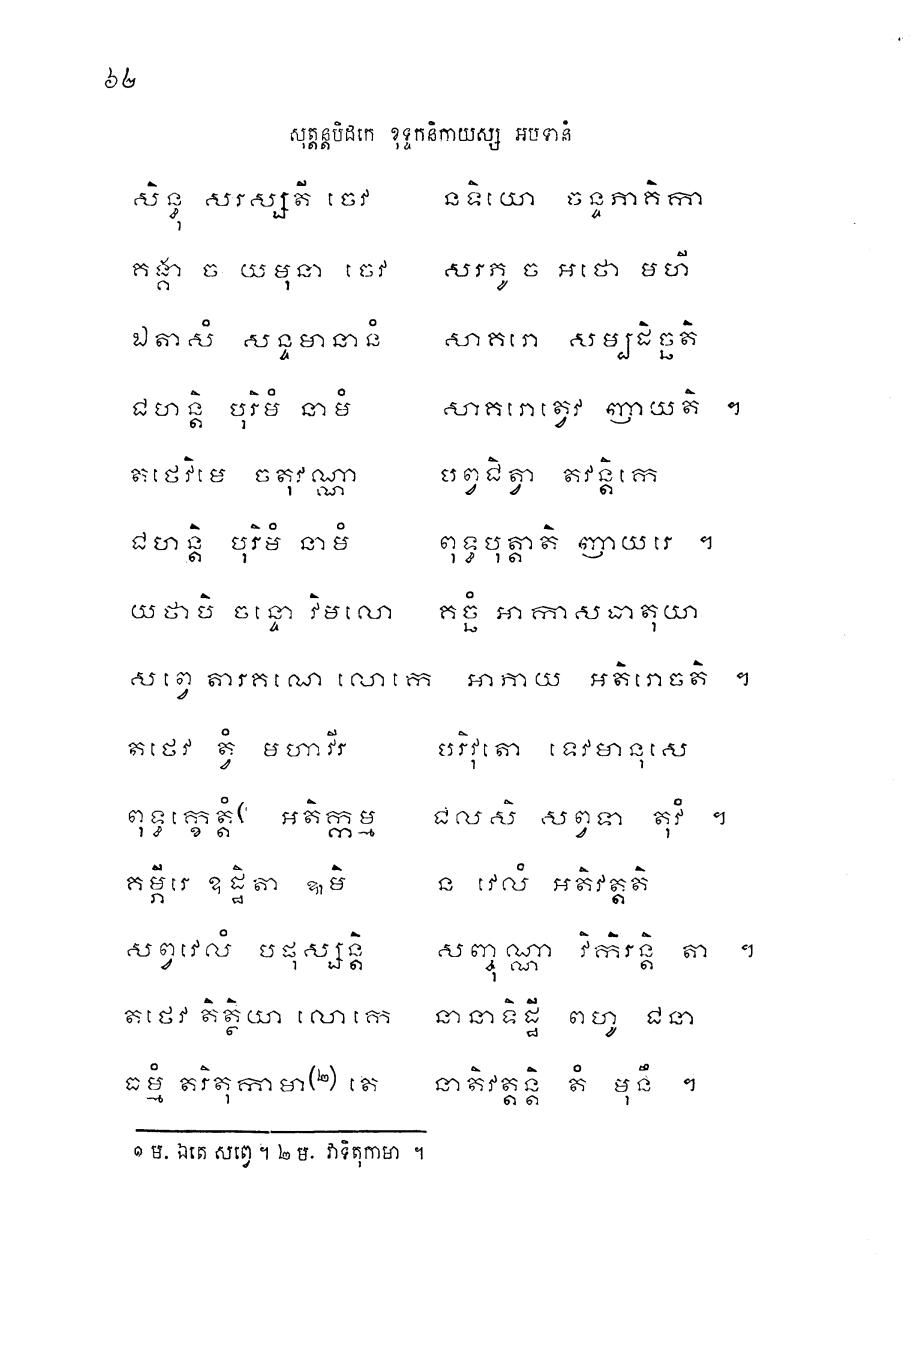 ៦២
សុត្តន្តបិដកេ ខុទ្ទកនិកាយស្ស អបទានំ
សិន្ធុ សរស្សតី ចេវ នទិយោ ចន្ទភាគិកា
គង្គា ច យមុនា ចេវ សរភូ ច អថោ មហី
ឯតាសំ សន្ទមានានំ សាគរោ សម្បដិច្ឆតិ
ជហន្តិ បុរិមំ នាមំ សាគរោត្វេវ ញាយតិ ។
តថេវិមេ ចតុវណ្ណា បព្វជិត្វា តវន្តិកេ
ជហន្តិ បុរិមំ នាមំ ពុទ្ធបុត្តាតិ ញាយរេ ។
យថាបិ ចន្ទោ វិមលោ គច្ឆំ អាកាសធាតុយា
សព្វេ តារគណេ លោកេ អាភាយ អតិរោចតិ ។
តថេវ ត្វំ មហាវីរ បរិវុតោ ទេវមានុសេ
ពុទ្ធក្ខេត្តំ(១ អតិក្កម្ម ជលសិ សព្វទា តុវំ ។
គម្ភីរេ ឧដ្ឋិតា ឩមិ ន វេលំ អតិវត្តតិ
សព្វវេលំ បផុស្សន្តិ សញ្ចុណ្ណា វិកិរន្តិ តា ។
តថេវ តិត្ថិយា លោកេ នានាទិដ្ឋី ពហូ ជនា
ធម្មំ តរិតុកាមា(២) តេ នាតិវត្តន្តិ តំ មុនឹ ។
១ ម. ឯតេ សព្វេ ។ ២ ម. វាទិតុកាមា ។